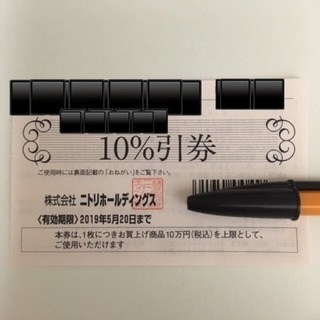 10%引券
ご使用時には裏面記載の「おねがい」をご覧下さい。
株式会社 ニトリホールディングス
〈有効期限〉2019年5月20日まで
本券は、1枚につきお買上げ商品10万円(税込)を上限として、
ご使用いただけます